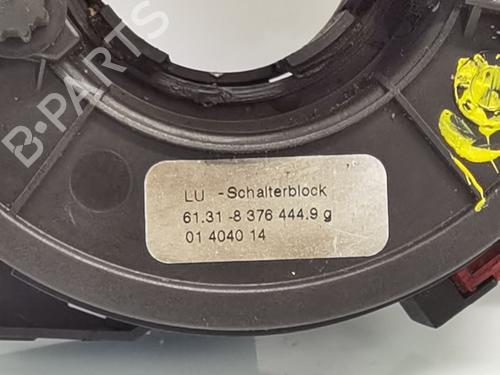 B-PARTS
LU -Schalterblock
61.31 -8 376 444.9 g
01 4040 14